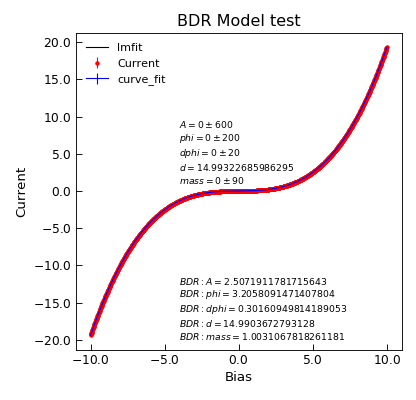 BDR Model test
lmfit
Current
curve_fit
A = 0 ± 600
phi = 0 ± 200
dphi = 0 ± 20
d = 14.99322685986295
mass = 0 ± 90
BDR : A = 2.5071911781715643
BDR : phi = 3.2058091471407804
BDR : dphi = 0.30160949814189053
BDR : d = 14.9903672793128
BDR : mass = 1.0031067818261181
20.0
15.0
10.0
5.0
0.0
−5.0
−10.0
−15.0
−20.0
Current
−10.0 −5.0 0.0 5.0 10.0
Bias